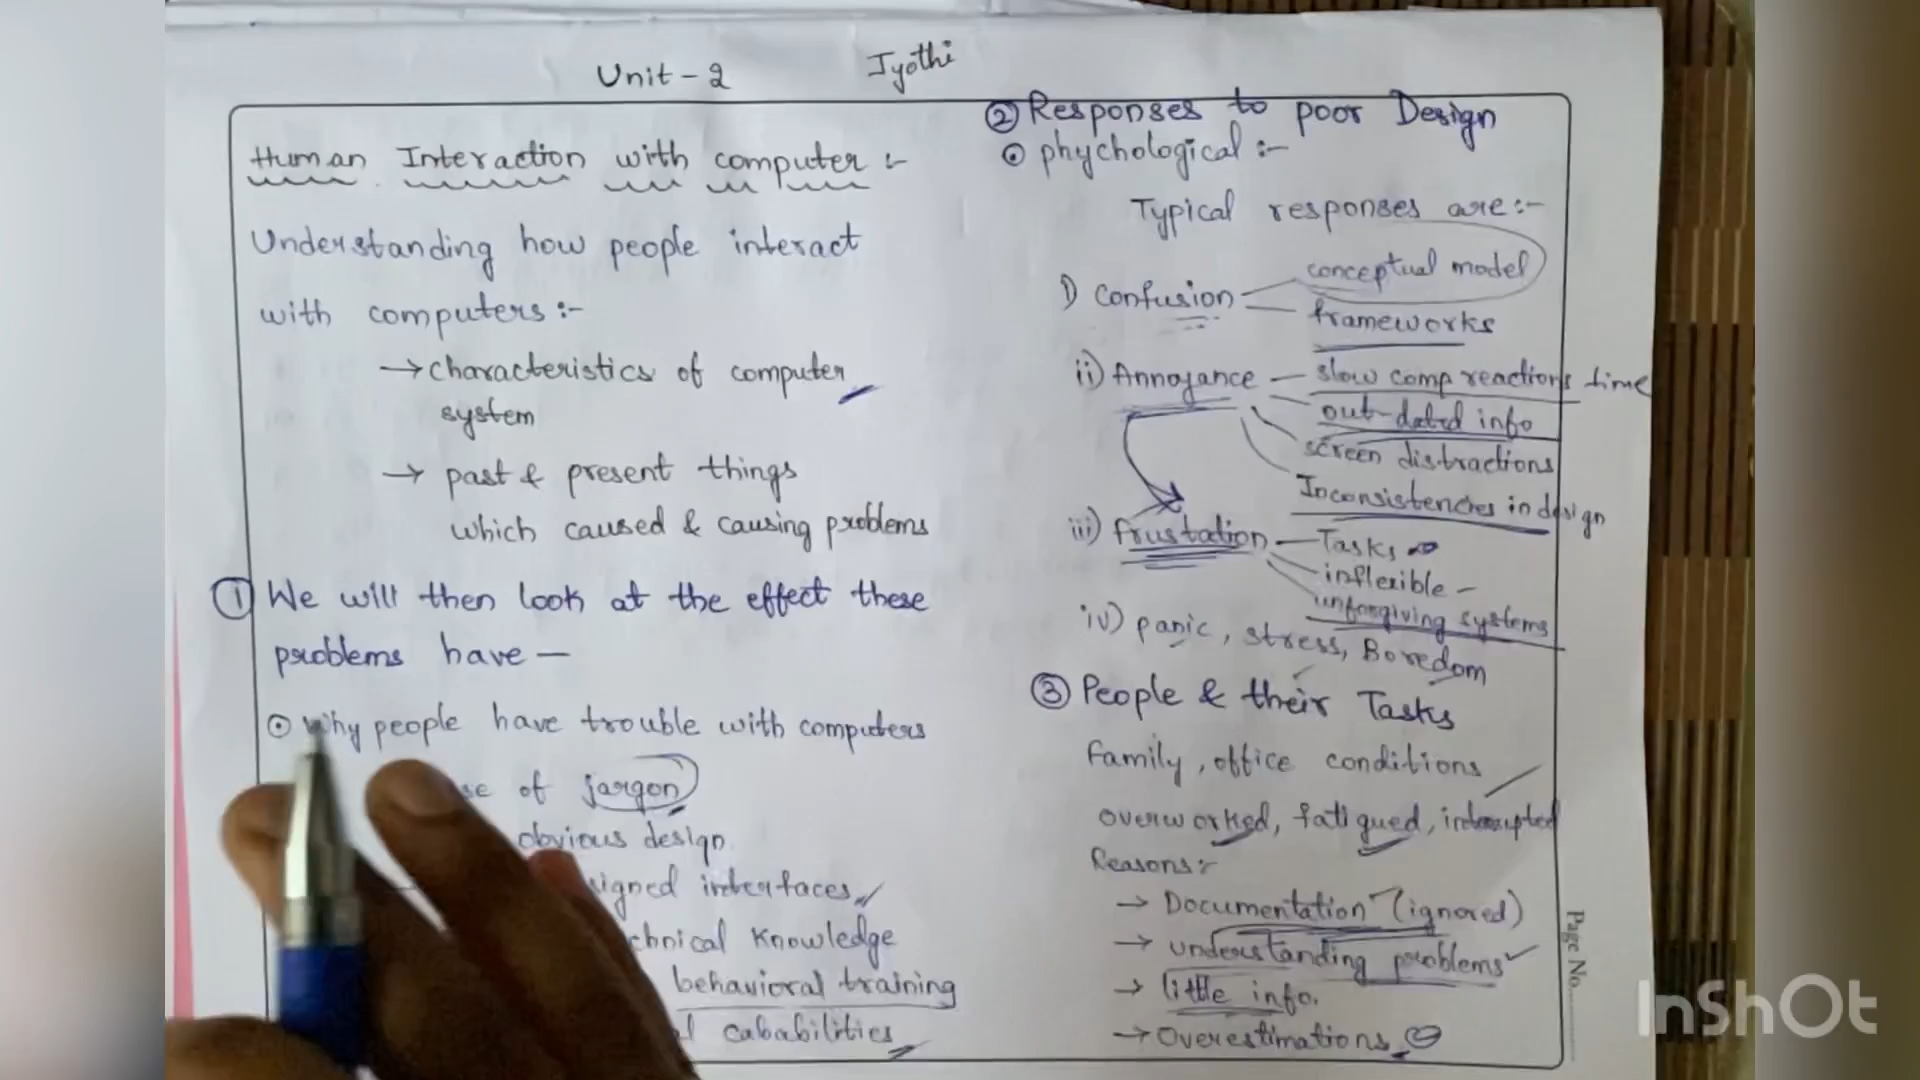 Unit - 2
Jyothi
Human Interaction with computer :-
Understanding how people interact
with computers :-
→ characteristics of computer
system
→ past & present things
which caused & causing problems
① We will then look at the effect these
problems have —
⊙ Why people have trouble with computers
of jargon
obvious design
interfaces
Knowledge
behavioral training
cababilities
② Responses to poor Design
⊙ phychological :-
Typical responses are :-
i) Confusion
conceptual model
frameworks
ii) Annoyance — slow comp reactions time
out-dated info
screen distractions
Inconsistencies in design
iii) frustation — Tasks
inflexible -
unforgiving systems
iv) panic, stress, Boredom
③ People & their Tasks
Family, office conditions
overworked, fatigued,
Reasons :-
→ Documentation (ignored)
→ understanding problems
→ little info.
→ Overestimations
Page No.
InShOt